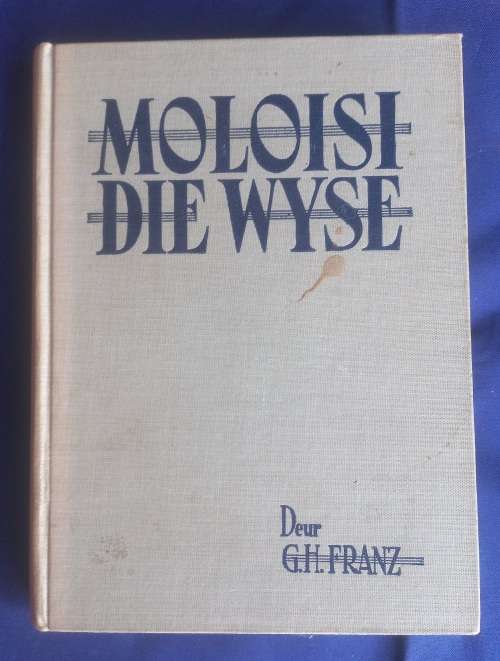 MOLOISI
DIE WYSE
Deur
G.H. FRANZ